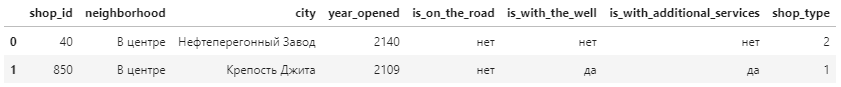 shop_id neighborhood city year_opened is_on_the_road is_with_the_well is_with_additional_services shop_type
0 40 В центре Нефтеперегонный Завод 2140 нет нет нет 2
1 850 В центре Крепость Джита 2109 нет да да 1